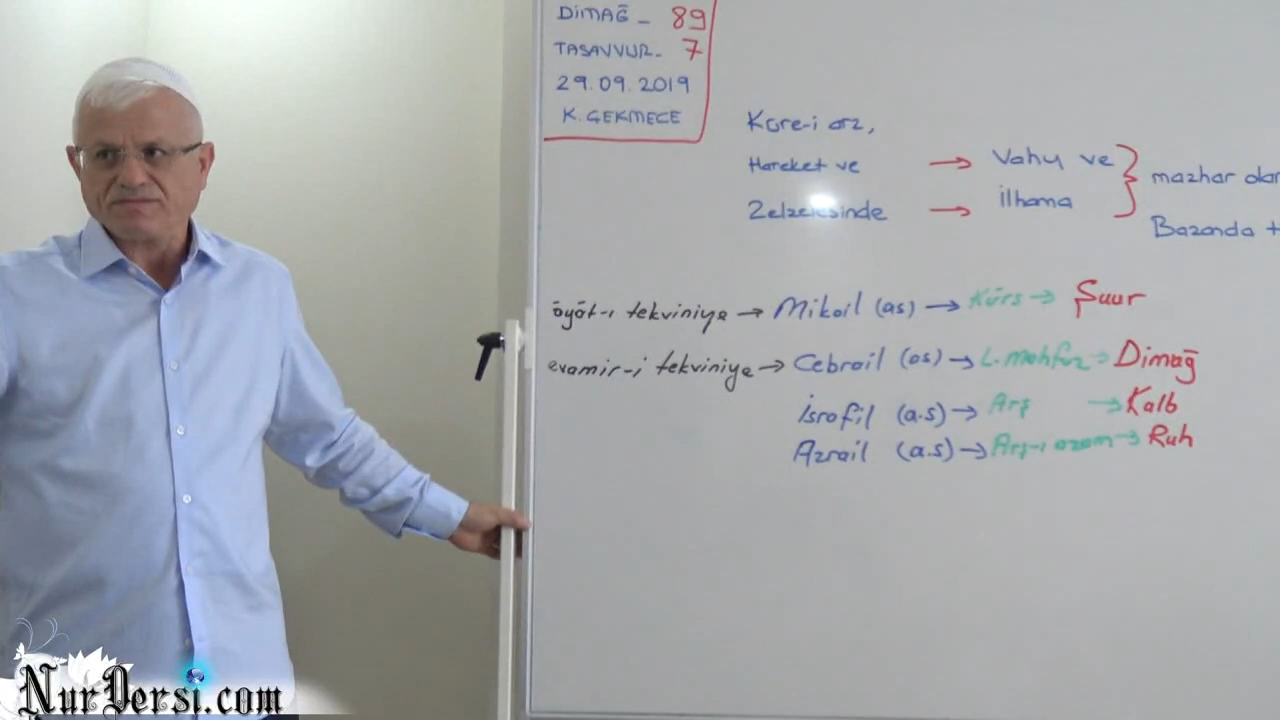 DİMAĞ - 89
TASAVVUR - 7
29.09.2019
K. ÇEKMECE
Küre-i arz,
Hareket ve → Vahy ve
Zelzelesinde → İlhama
mazhar olar
Bazanda t
âyât-ı tekviniye → Mikail (as) → Kürs → Şuur
evamir-i tekviniye → Cebrail (as) → L. mahfuz → Dimağ
İsrafil (a.s) → Arş → Kalb
Azrail (a.s) → Arş-ı azam → Ruh
NurDersi.com